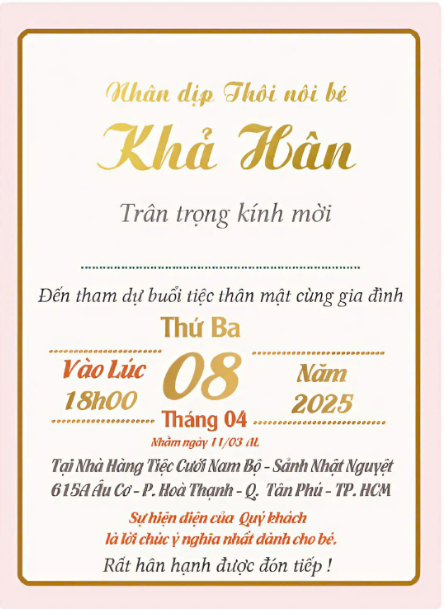 Nhân dịp Thôi nôi bé
Khả Hân
Trân trọng kính mời
Đến tham dự buổi tiệc thân mật cùng gia đình
Thứ Ba
Vào Lúc 08 Năm
18h00 2025
Tháng 04
Nhằm ngày 11/03 ÂL
Tại Nhà Hàng Tiệc Cưới Nam Bộ - Sảnh Nhật Nguyệt
615A Âu Cơ - P. Hoà Thạnh - Q. Tân Phú - TP. HCM
Sự hiện diện của Quý khách
là lời chúc ý nghĩa nhất dành cho bé.
Rất hân hạnh được đón tiếp !